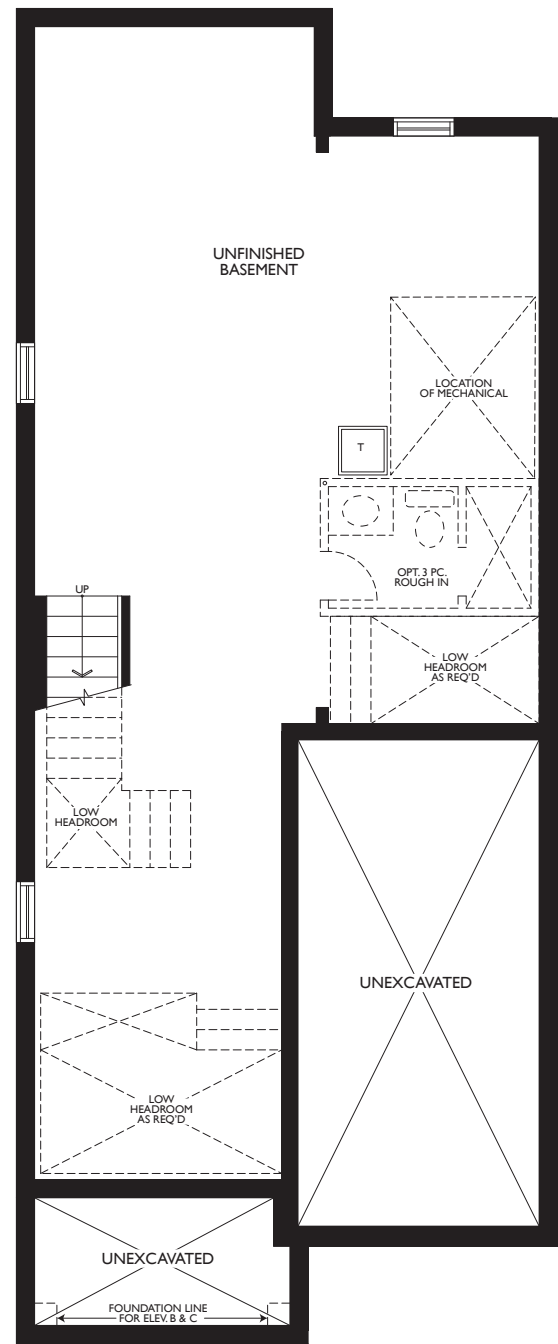 UNFINISHED
BASEMENT
LOCATION
OF MECHANICAL
T
OPT. 3 PC.
ROUGH IN
UP
LOW
HEADROOM
AS REQ'D
LOW
HEADROOM
UNEXCAVATED
LOW
HEADROOM
AS REQ'D
UNEXCAVATED
FOUNDATION LINE
FOR ELEV. B & C